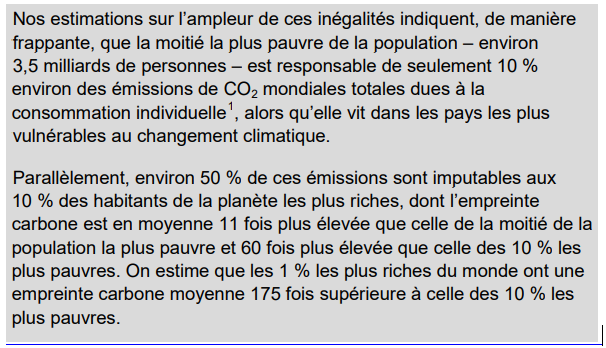 Nos estimations sur l’ampleur de ces inégalités indiquent, de manière
frappante, que la moitié la plus pauvre de la population – environ
3,5 milliards de personnes – est responsable de seulement 10 %
environ des émissions de CO₂ mondiales totales dues à la
consommation individuelle¹, alors qu’elle vit dans les pays les plus
vulnérables au changement climatique.
Parallèlement, environ 50 % de ces émissions sont imputables aux
10 % des habitants de la planète les plus riches, dont l’empreinte
carbone est en moyenne 11 fois plus élevée que celle de la moitié de la
population la plus pauvre et 60 fois plus élevée que celle des 10 % les
plus pauvres. On estime que les 1 % les plus riches du monde ont une
empreinte carbone moyenne 175 fois supérieure à celle des 10 % les
plus pauvres.